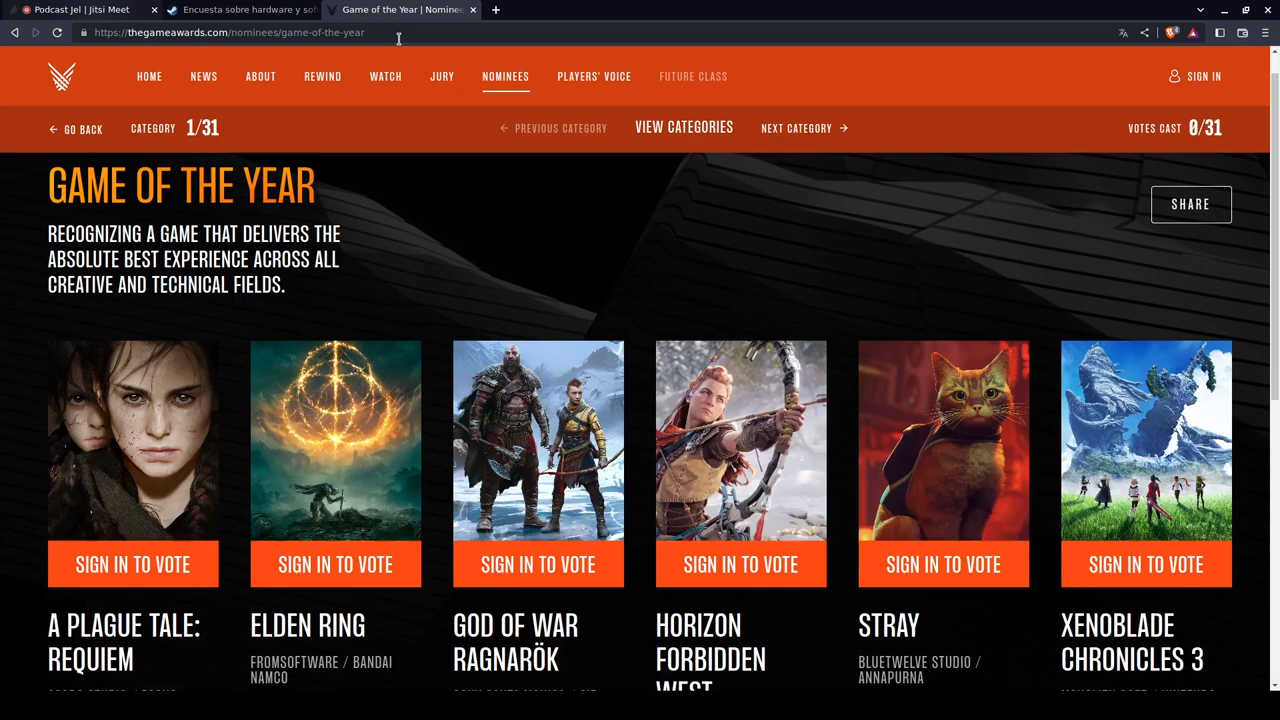 Podcast Jel | Jitsi Meet
Encuesta sobre hardware y sof
Game of the Year | Nominee
https://thegameawards.com/nominees/game-of-the-year
HOME NEWS ABOUT REWIND WATCH JURY NOMINEES PLAYERS' VOICE FUTURE CLASS SIGN IN
GO BACK CATEGORY 1/31 PREVIOUS CATEGORY VIEW CATEGORIES NEXT CATEGORY VOTES CAST 0/31
GAME OF THE YEAR
SHARE
RECOGNIZING A GAME THAT DELIVERS THE
ABSOLUTE BEST EXPERIENCE ACROSS ALL
CREATIVE AND TECHNICAL FIELDS.
SIGN IN TO VOTE SIGN IN TO VOTE SIGN IN TO VOTE SIGN IN TO VOTE SIGN IN TO VOTE SIGN IN TO VOTE
A PLAGUE TALE:
REQUIEM
ELDEN RING
FROMSOFTWARE / BANDAI
NAMCO
GOD OF WAR
RAGNARÖK
HORIZON
FORBIDDEN
WEST
STRAY
BLUETWELVE STUDIO /
ANNAPURNA
XENOBLADE
CHRONICLES 3